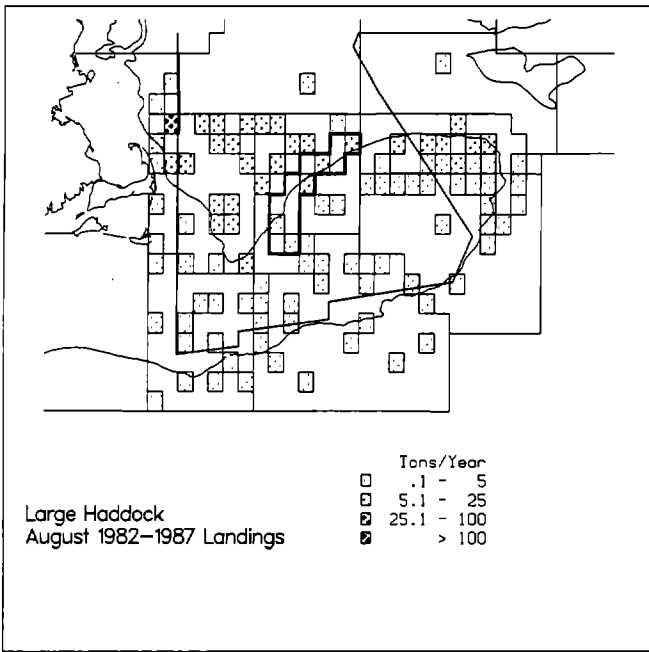 Tons/Year
.1 - 5
5.1 - 25
25.1 - 100
> 100
Large Haddock
August 1982-1987 Landings